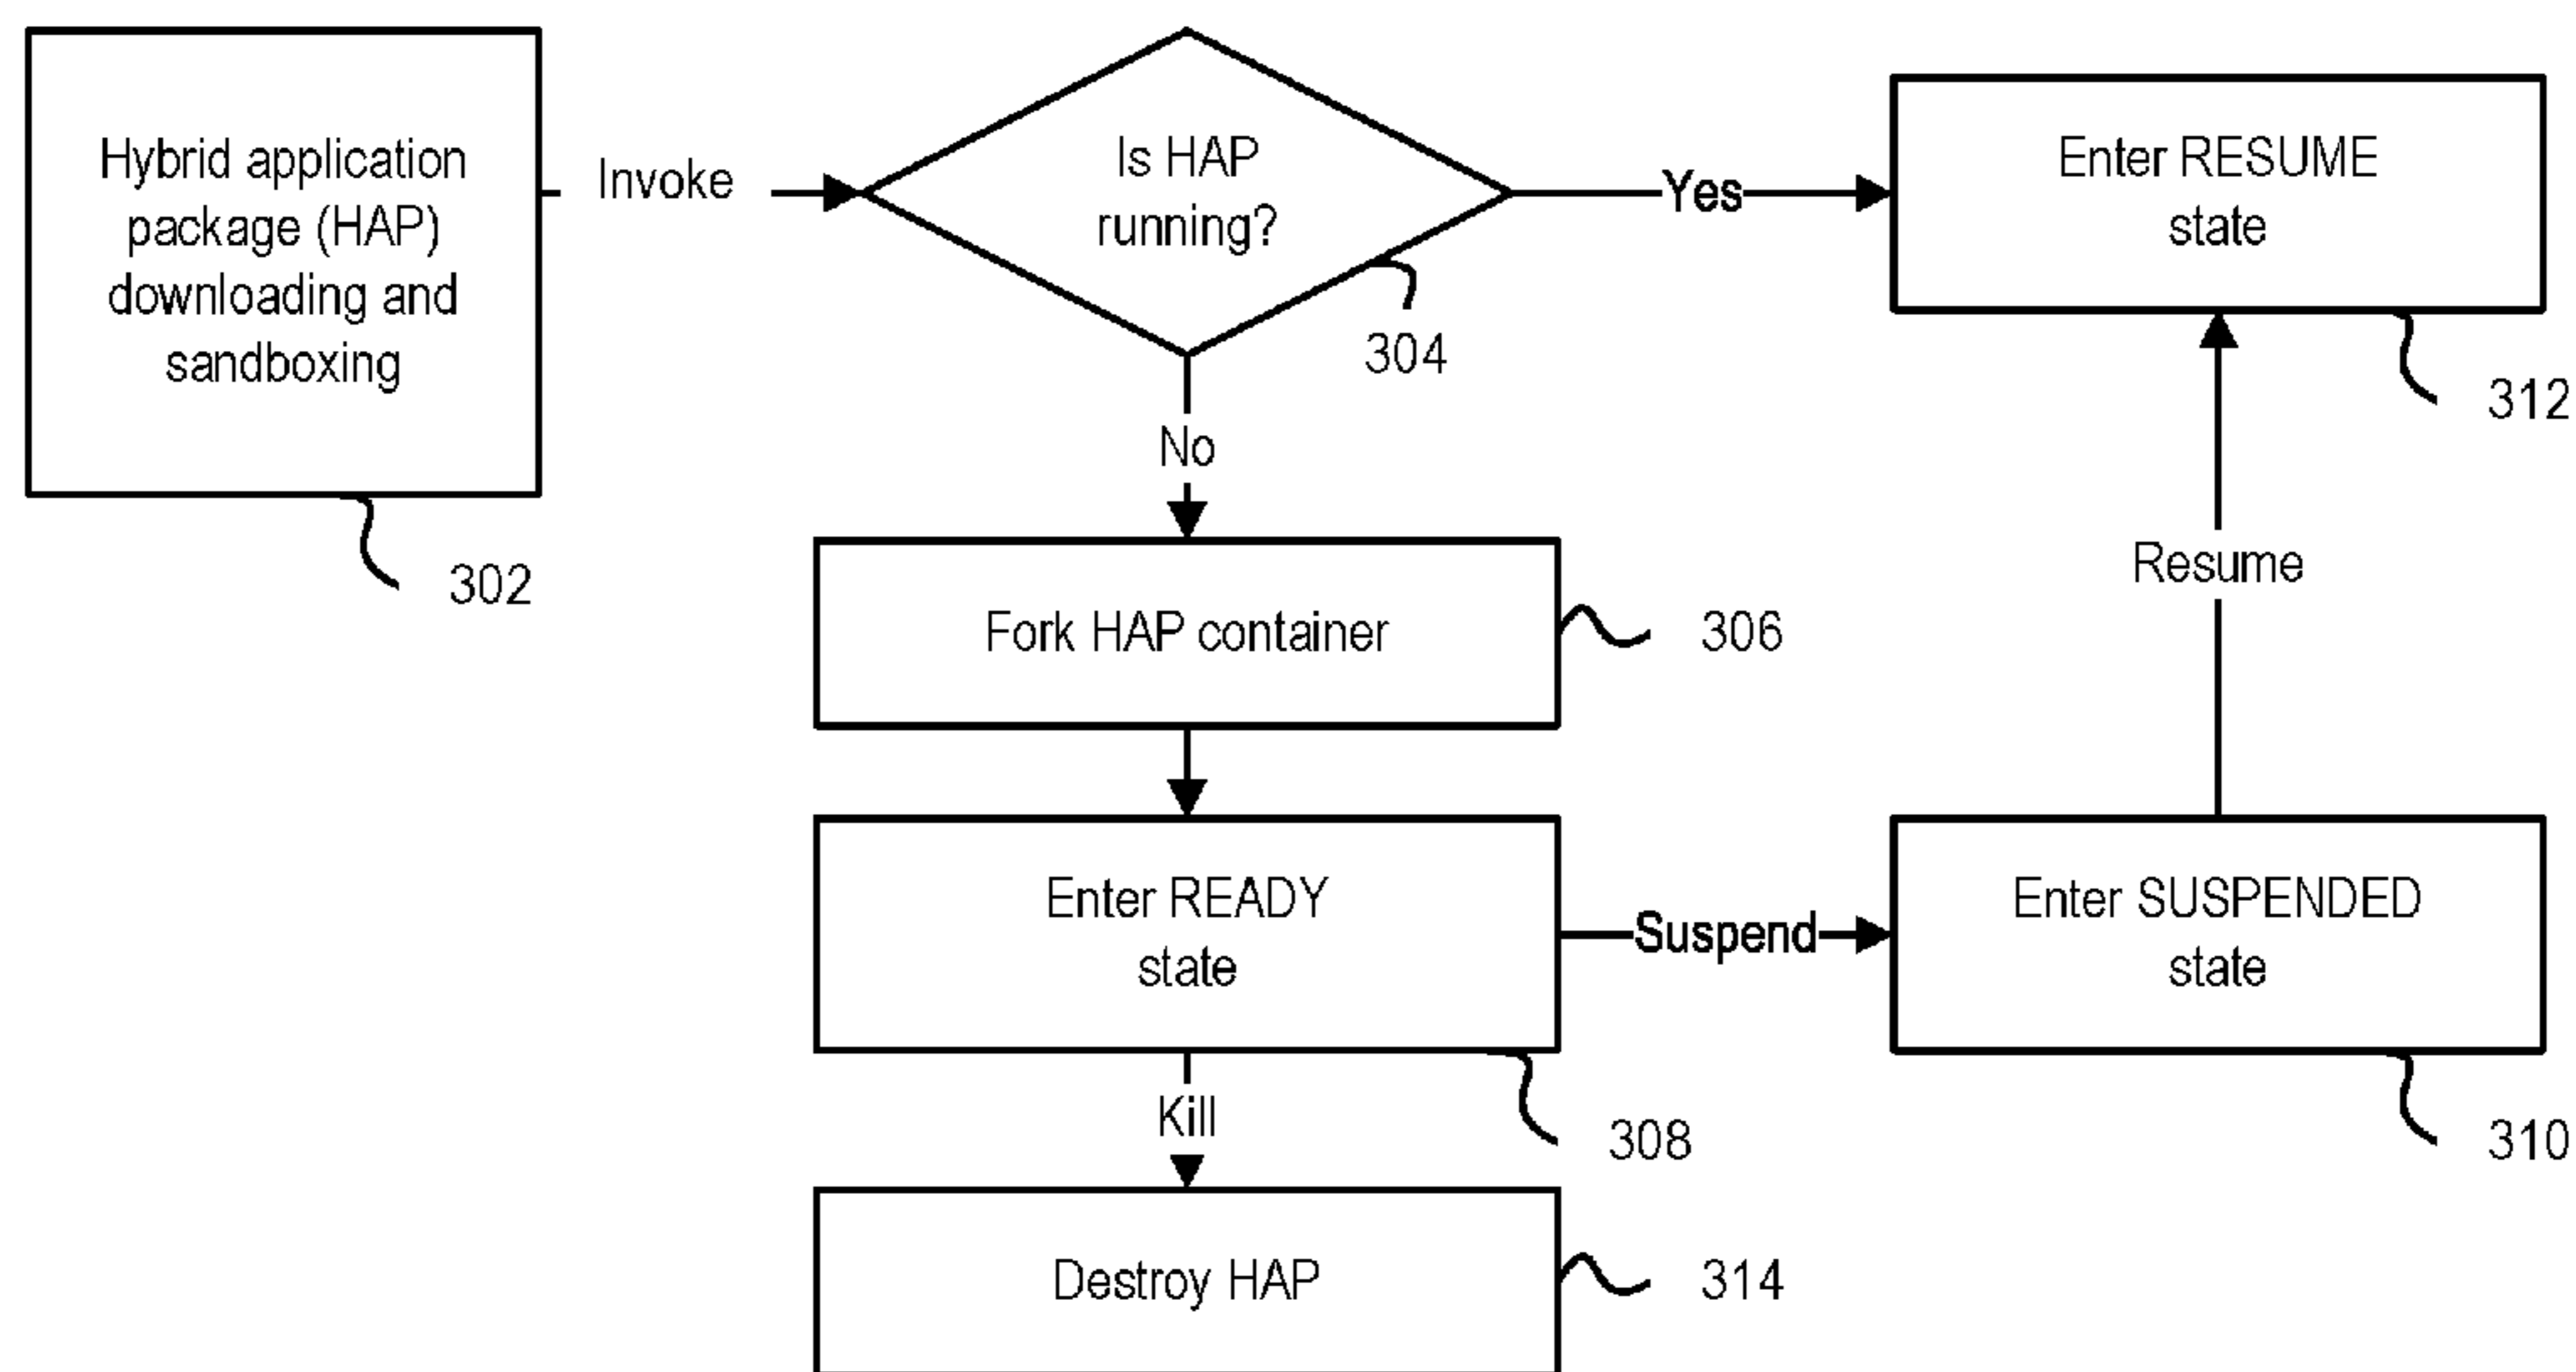 Hybrid application
package (HAP)
downloading and
sandboxing
302
Invoke
Is HAP
running?
304
Yes
Enter RESUME
state
312
No
Fork HAP container
306
Resume
Enter READY
state
308
Suspend
Enter SUSPENDED
state
310
Kill
Destroy HAP
314